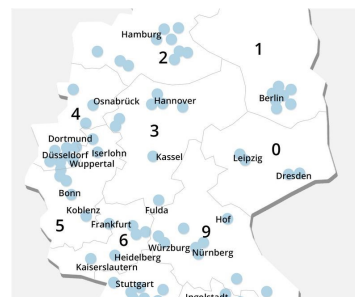 Hamburg
1
2
Berlin
Osnabrück
Hannover
4
3
Dortmund
Düsseldorf
Iserlohn
Wuppertal
Kassel
0
Leipzig
Dresden
Bonn
Koblenz
Fulda
Hof
5
Frankfurt
6
9
Würzburg
Nürnberg
Heidelberg
Kaiserslautern
Stuttgart
Ingolstadt